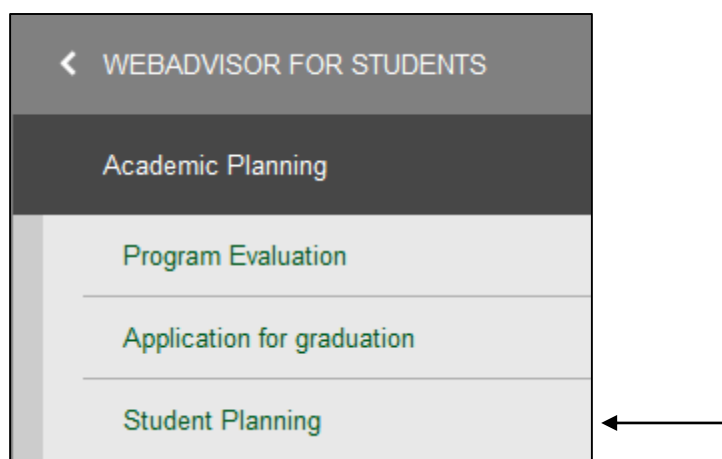 WEBADVISOR FOR STUDENTS
Academic Planning
Program Evaluation
Application for graduation
Student Planning